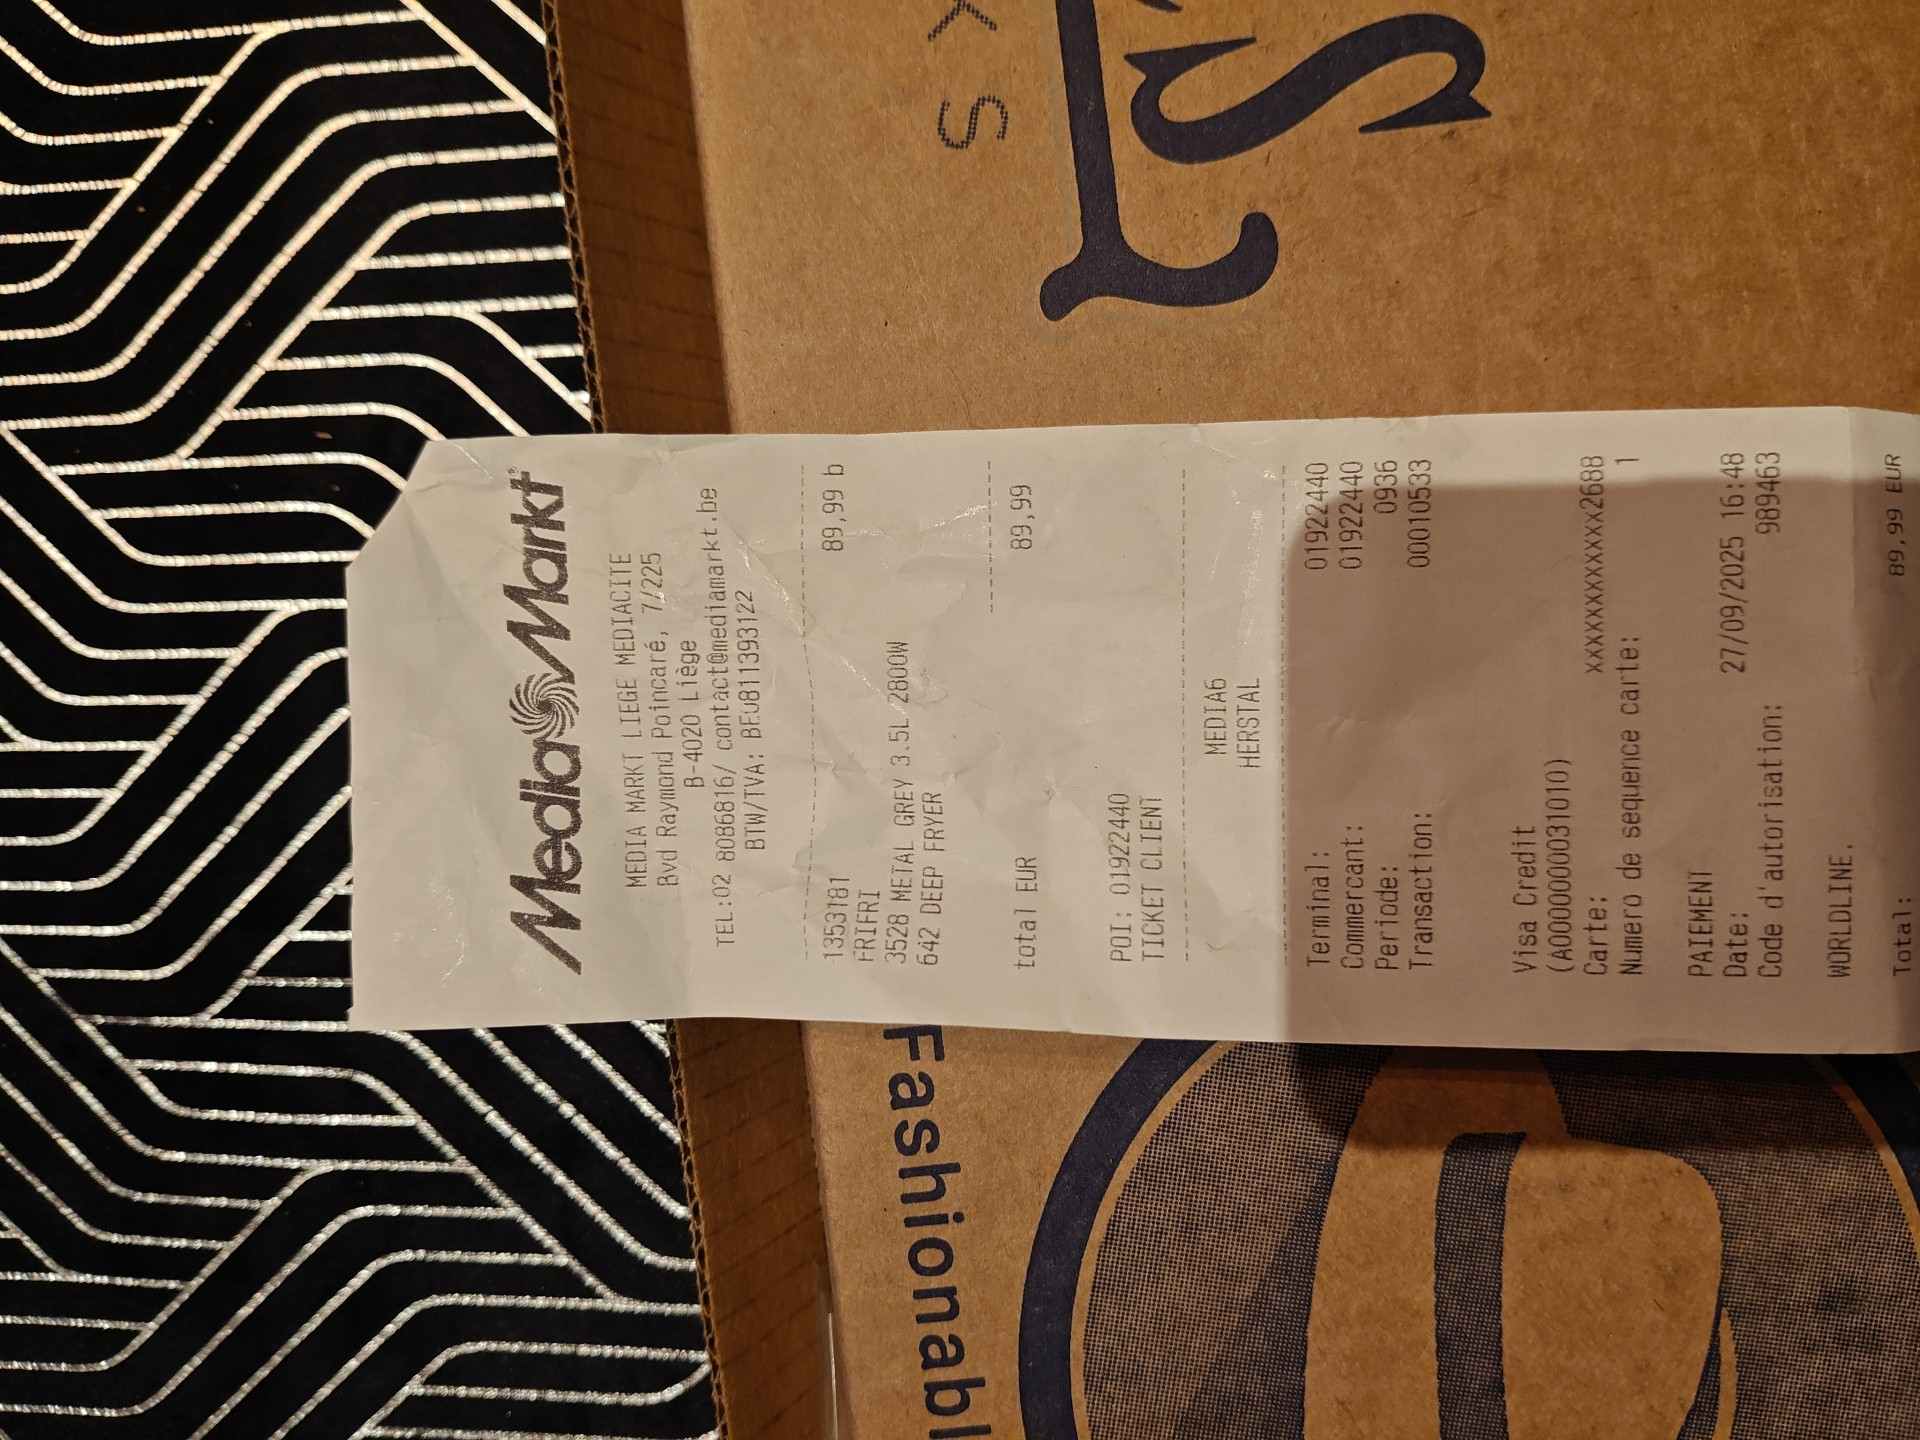 MediaMarkt
MEDIA MARKT LIEGE MEDIACITE
Bvd Raymond Poincaré, 7/225
B-4020 Liège
TEL:02 8086816/ contact@mediamarkt.be
BTW/TVA: BE0811393122
1353181 89,99 b
FRIFRI
3528 METAL GREY 3.5L 2800W
642 DEEP FRYER
total EUR 89,99
POI: 01922440
TICKET CLIENT
MEDIA6
HERSTAL
Terminal: 01922440
Commercant: 01922440
Periode: 0936
Transaction: 00010533
Visa Credit
(A0000000031010)
Carte: xxxxxxxxxxxx2688
Numero de sequence carte: 1
PAIEMENT
Date: 27/09/2025 16:48
Code d'autorisation: 989463
WORLDLINE.
Total: 89,99 EUR
KS
's
Fashionabl